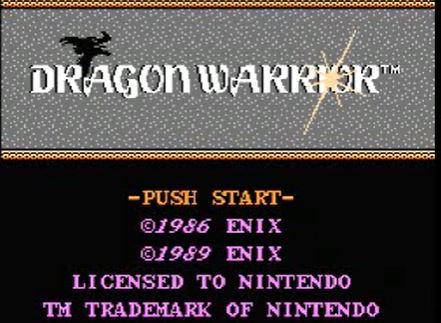 DRAGON WARRIOR™
-PUSH START-
©1986 ENIX
©1989 ENIX
LICENSED TO NINTENDO
TM TRADEMARK OF NINTENDO